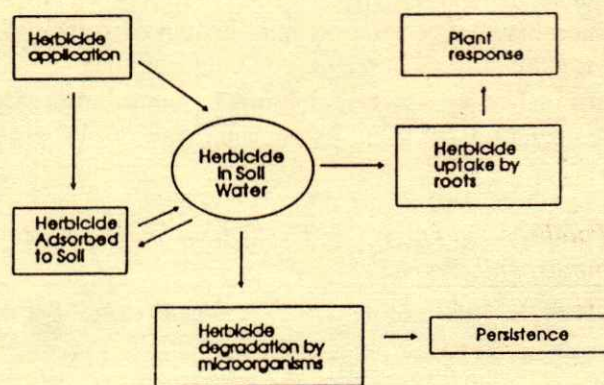 Herbicide
application
Plant
response
Herbicide
in Soil
Water
Herbicide
uptake by
roots
Herbicide
Adsorbed
to Soil
Herbicide
degradation by
microorganisms
Persistence